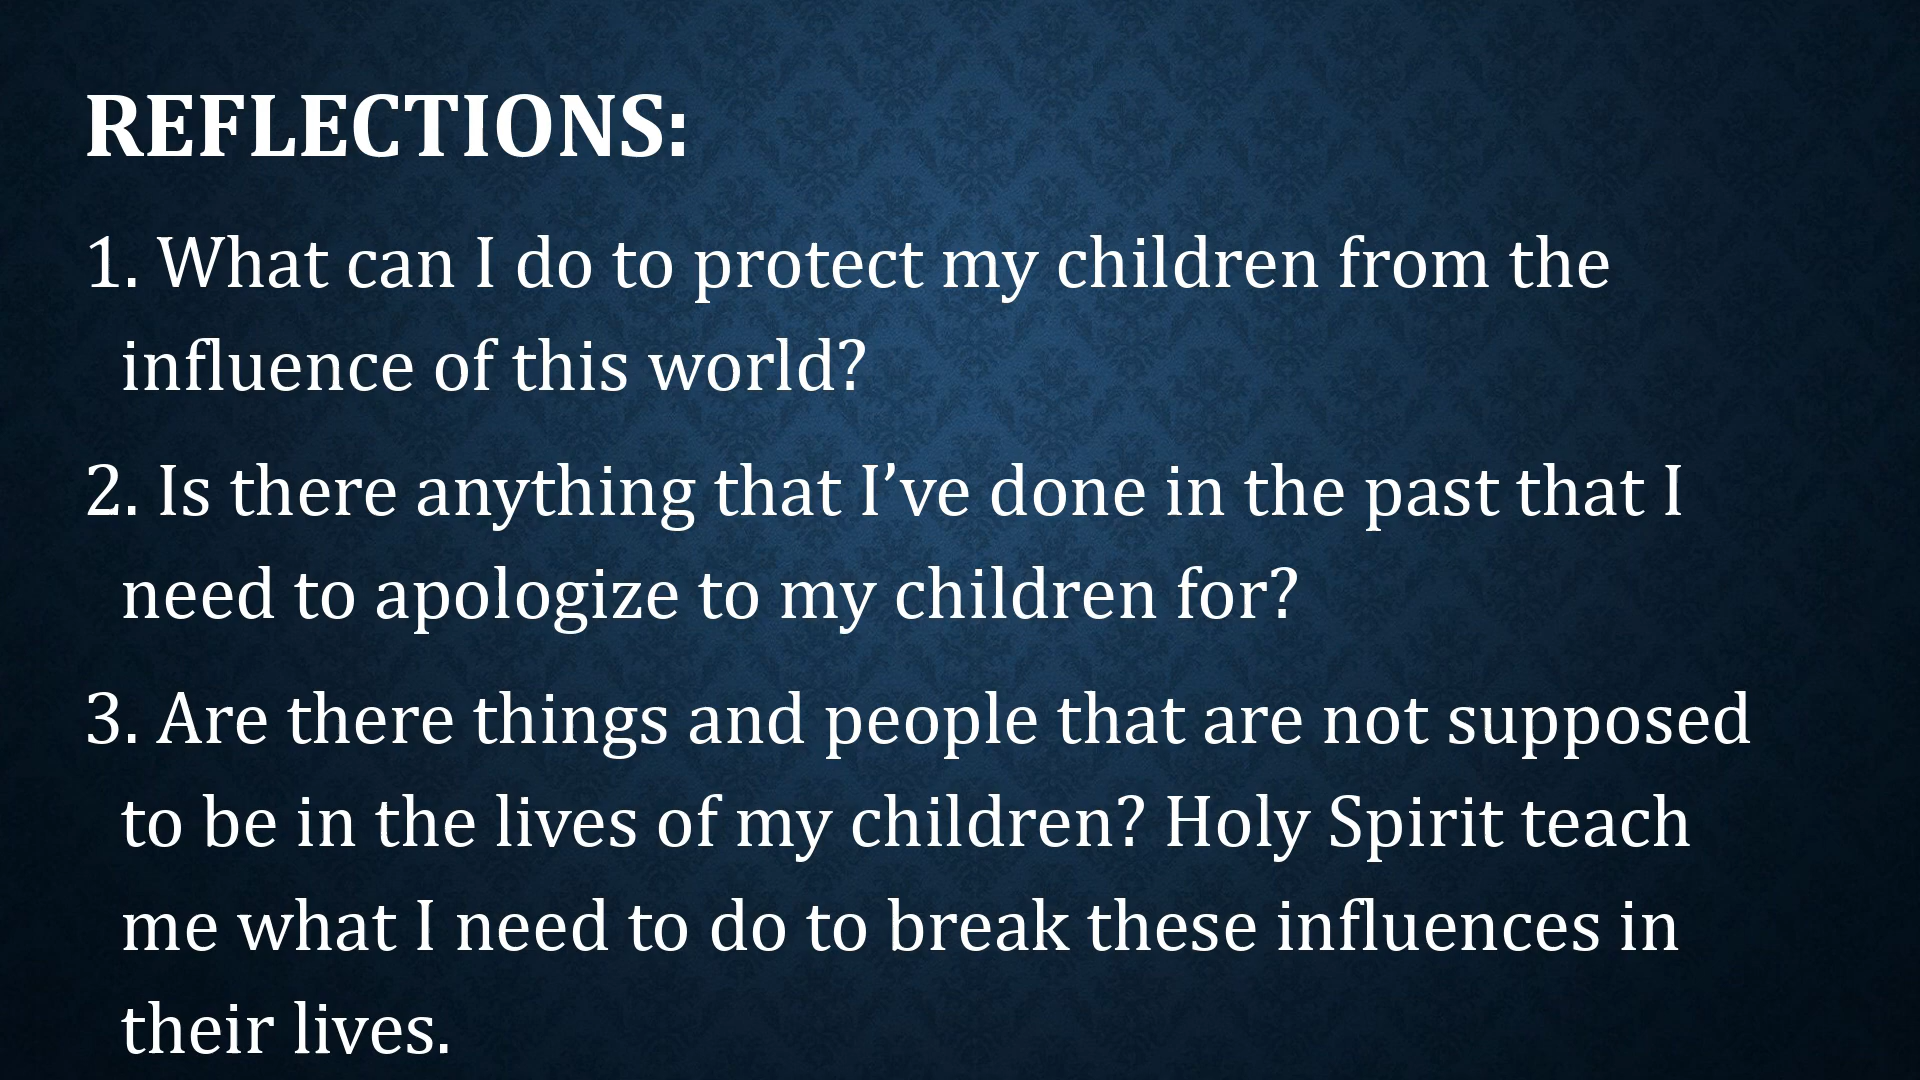 REFLECTIONS:
1. What can I do to protect my children from the
influence of this world?
2. Is there anything that I’ve done in the past that I
need to apologize to my children for?
3. Are there things and people that are not supposed
to be in the lives of my children? Holy Spirit teach
me what I need to do to break these influences in
their lives.